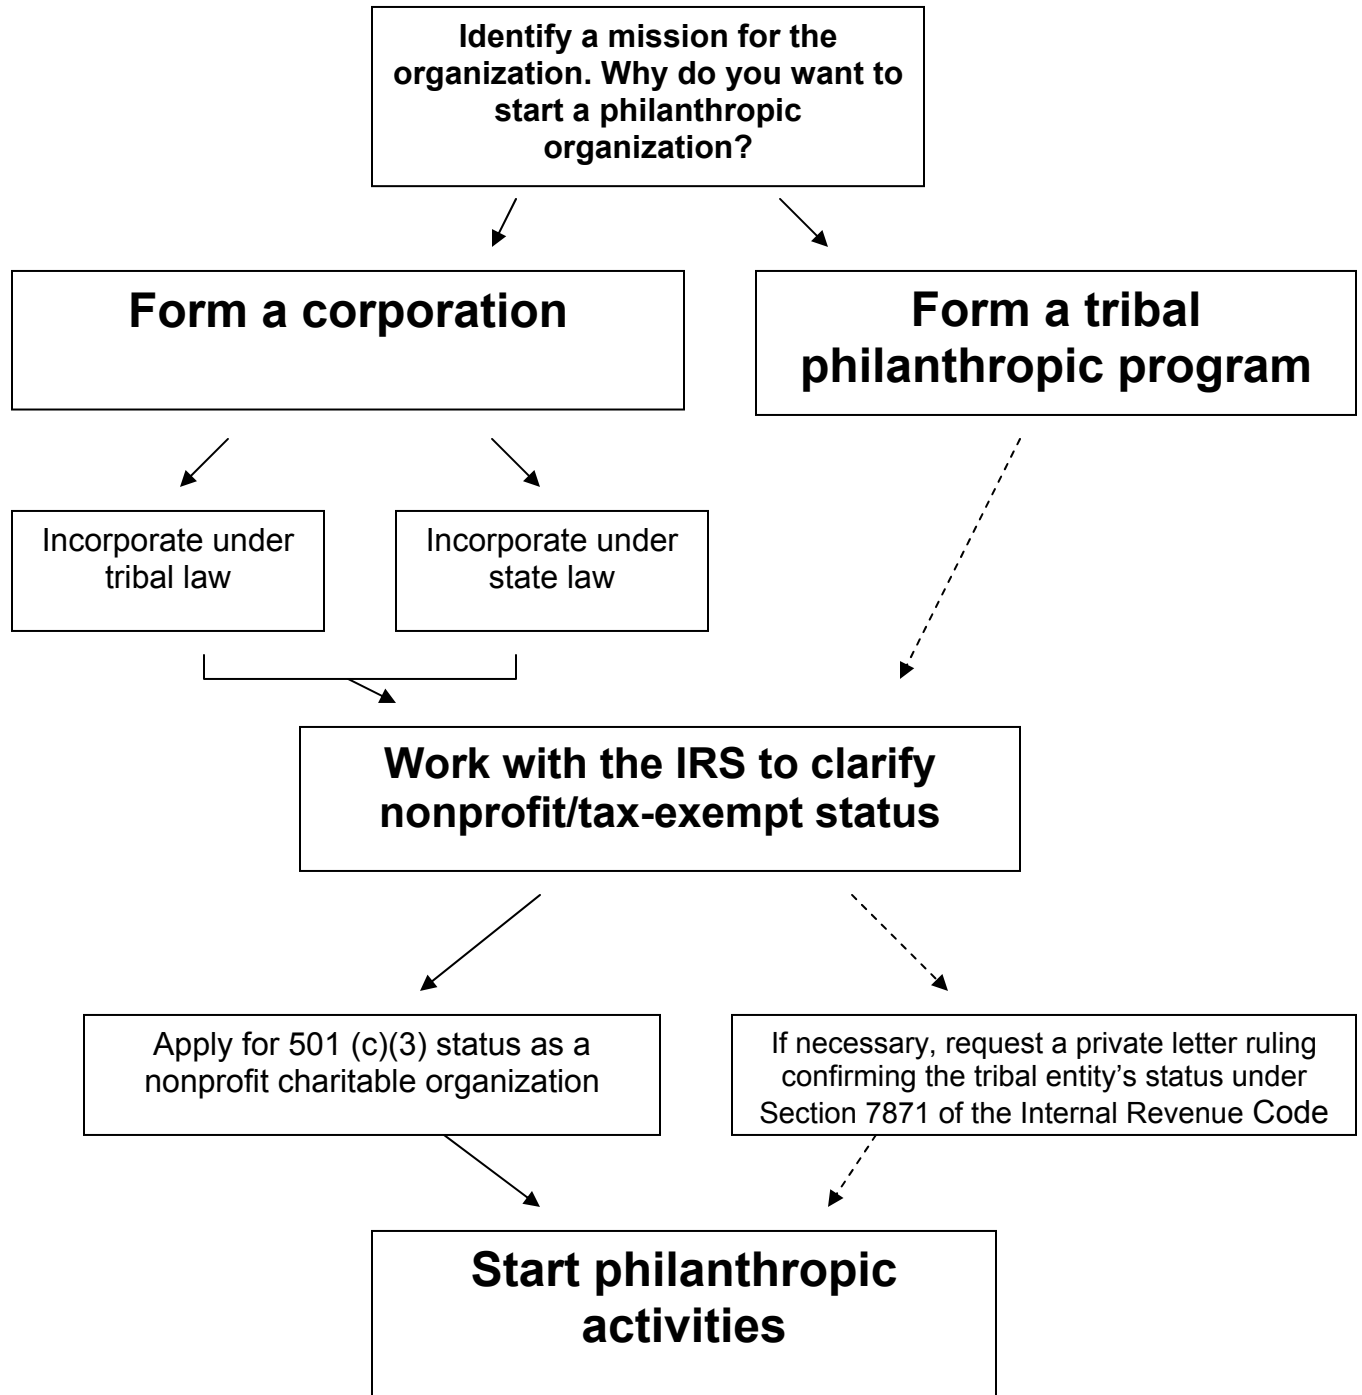 Identify a mission for the
organization. Why do you want to
start a philanthropic
organization?
Form a corporation
Form a tribal
philanthropic program
Incorporate under
tribal law
Incorporate under
state law
Work with the IRS to clarify
nonprofit/tax-exempt status
Apply for 501 (c)(3) status as a
nonprofit charitable organization
If necessary, request a private letter ruling
confirming the tribal entity’s status under
Section 7871 of the Internal Revenue Code
Start philanthropic
activities